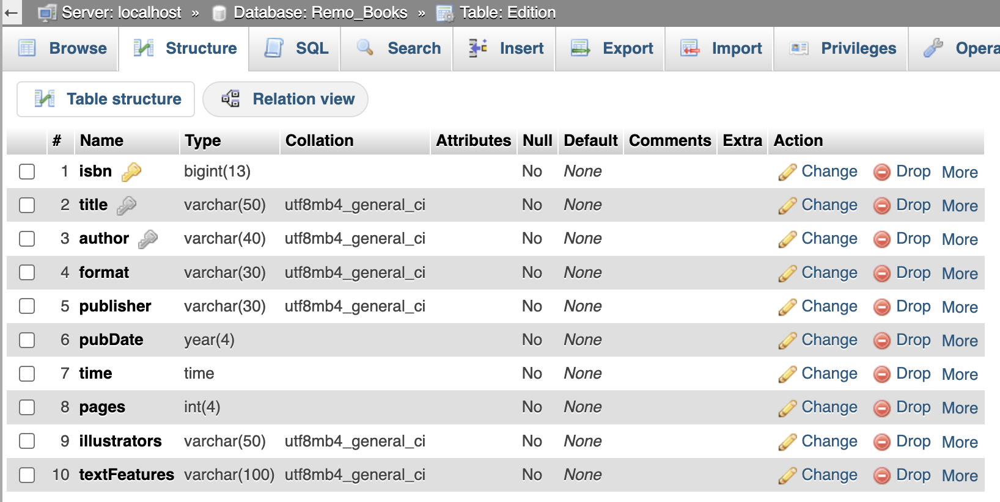 ← Server: localhost » Database: Remo_Books » Table: Edition
Browse Structure SQL Search Insert Export Import Privileges Opera
Table structure Relation view
# Name Type Collation Attributes Null Default Comments Extra Action
1 isbn bigint(13) No None Change Drop More
2 title varchar(50) utf8mb4_general_ci No None Change Drop More
3 author varchar(40) utf8mb4_general_ci No None Change Drop More
4 format varchar(30) utf8mb4_general_ci No None Change Drop More
5 publisher varchar(30) utf8mb4_general_ci No None Change Drop More
6 pubDate year(4) No None Change Drop More
7 time time No None Change Drop More
8 pages int(4) No None Change Drop More
9 illustrators varchar(50) utf8mb4_general_ci No None Change Drop More
10 textFeatures varchar(100) utf8mb4_general_ci No None Change Drop More